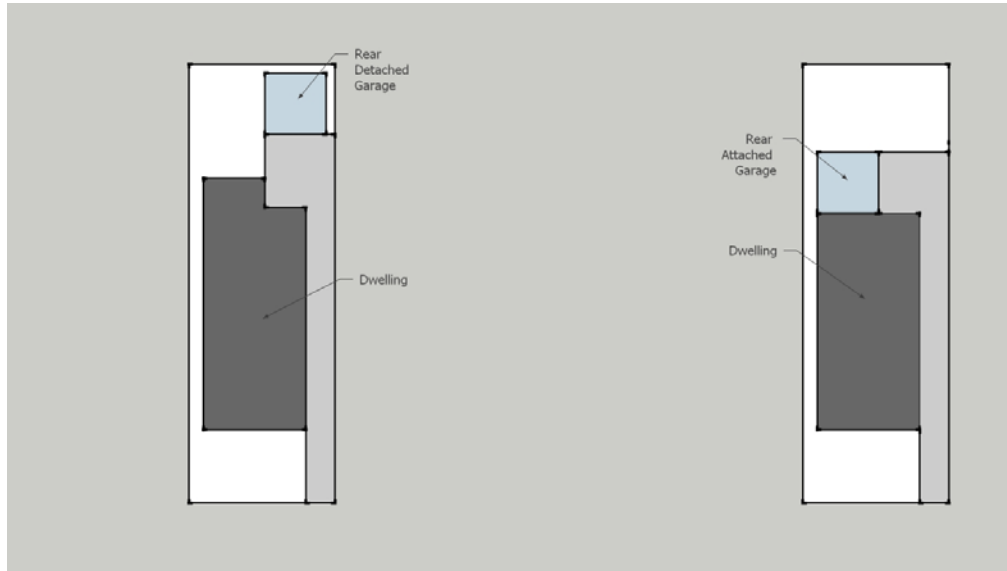 Rear
Detached
Garage
Dwelling
Rear
Attached
Garage
Dwelling